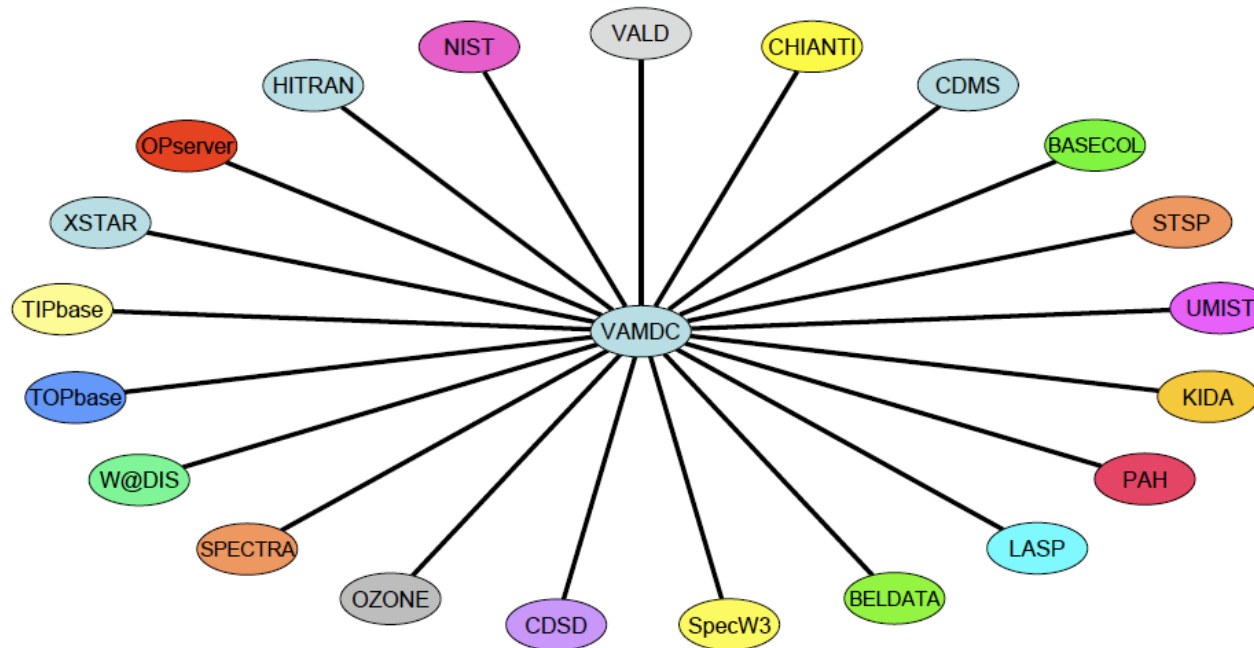 VALD
NIST
CHIANTI
HITRAN
CDMS
OPserver
BASECOL
XSTAR
STSP
TIPbase
UMIST
VAMDC
TOPbase
KIDA
W@DIS
PAH
SPECTRA
LASP
OZONE
BELDATA
CDSD
SpecW3